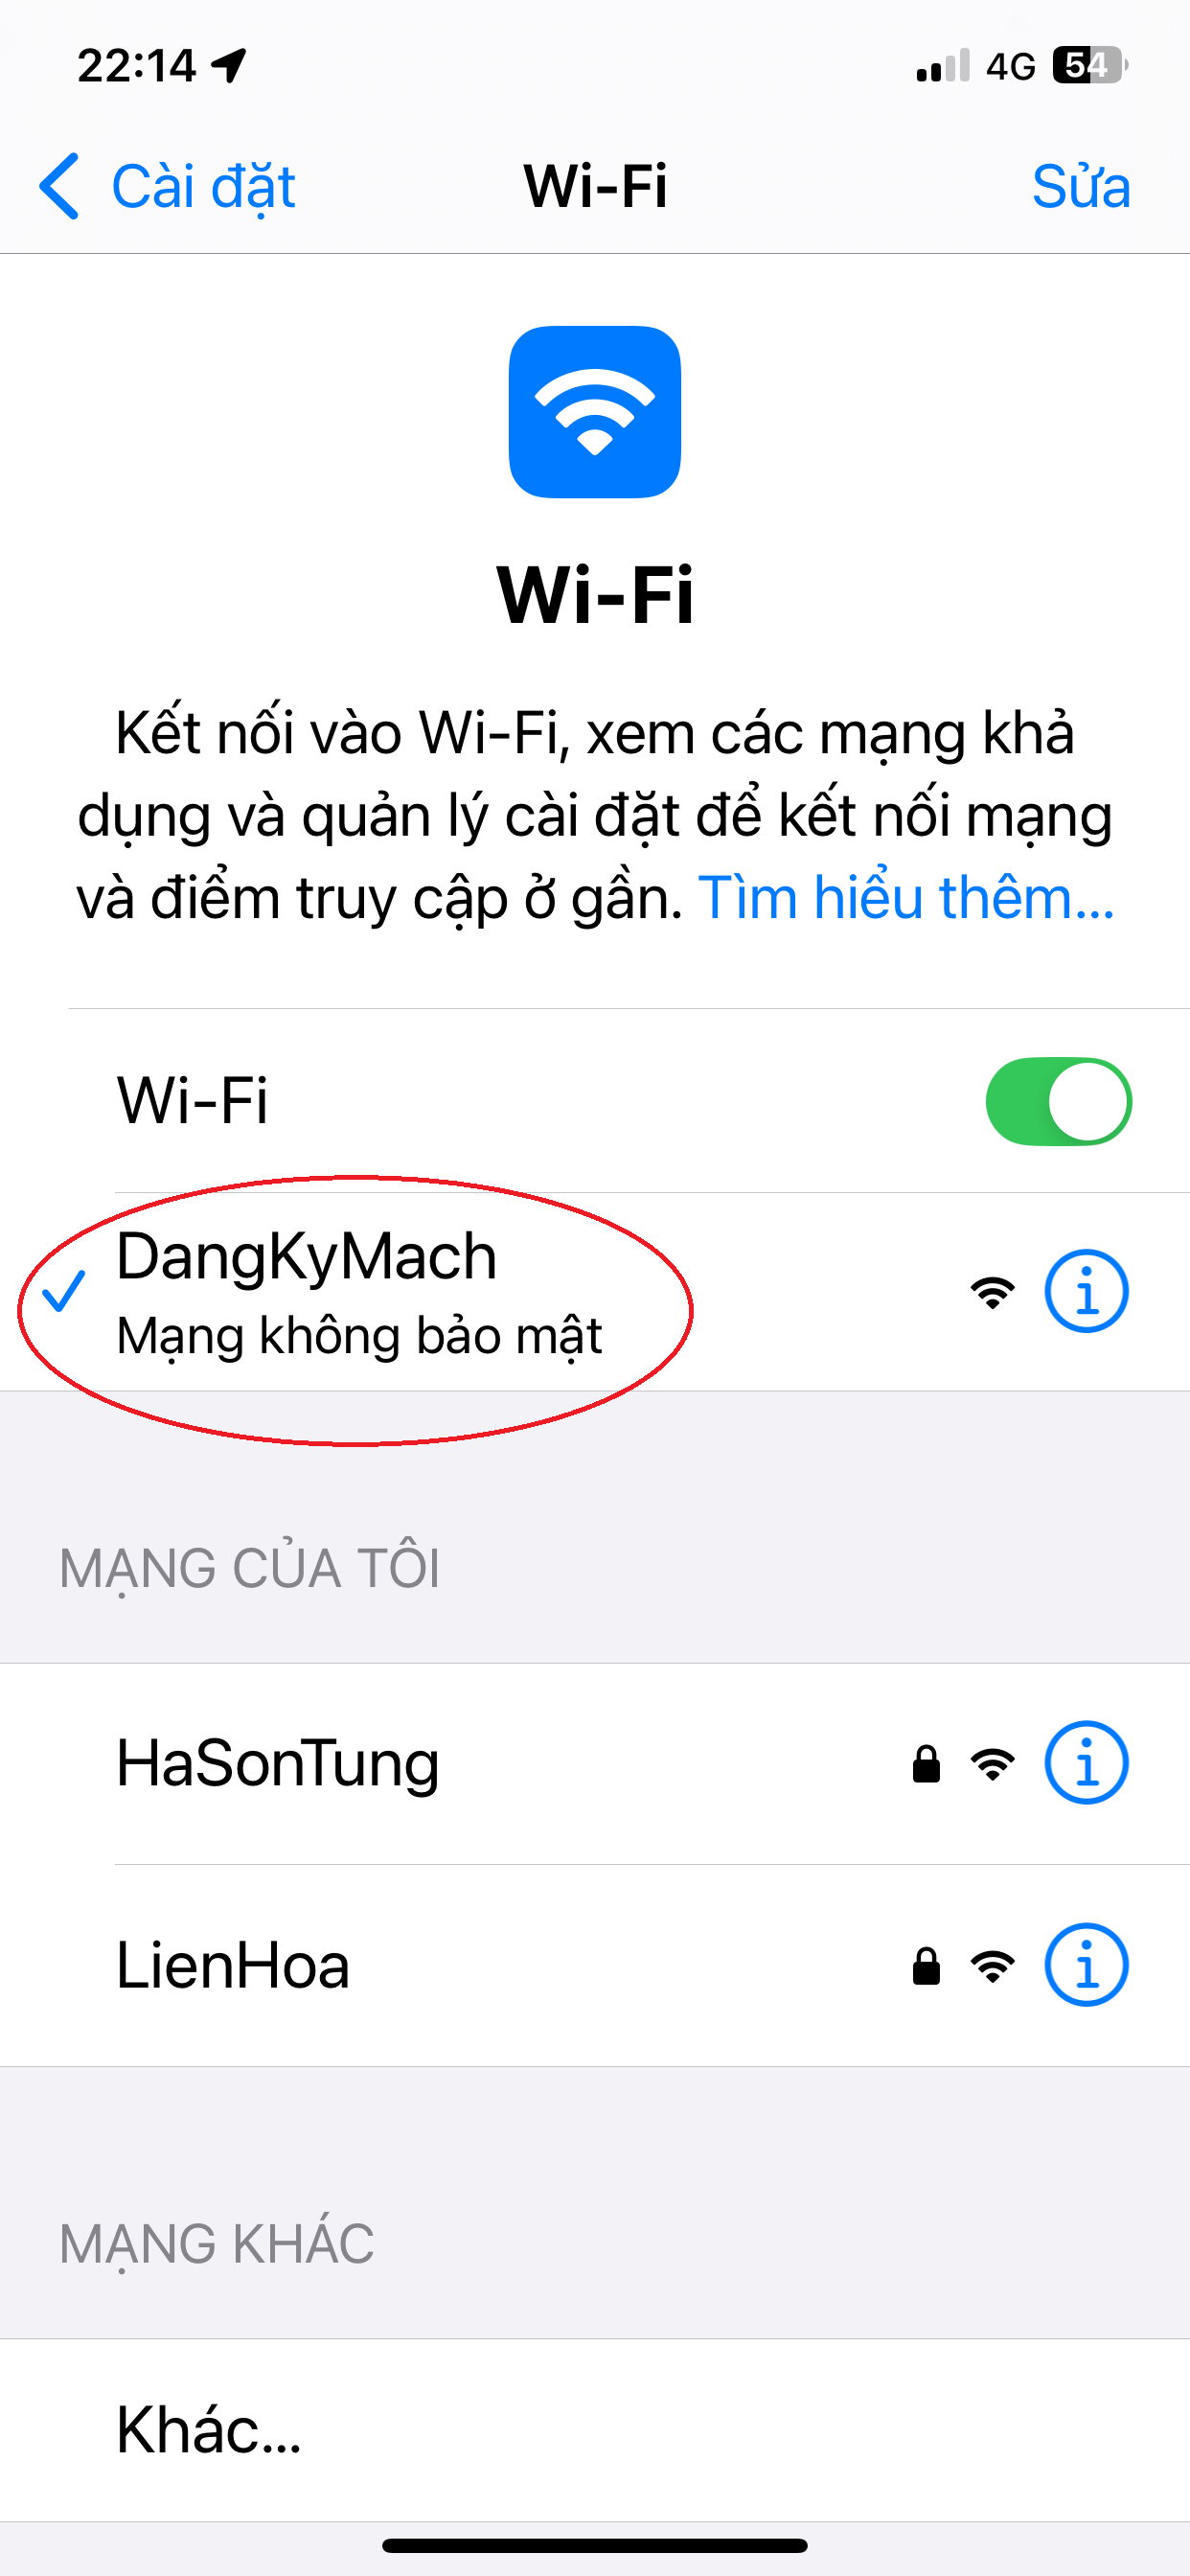 22:14
4G
54
Cài đặt
Wi-Fi
Sửa
Wi-Fi
Kết nối vào Wi-Fi, xem các mạng khả
dụng và quản lý cài đặt để kết nối mạng
và điểm truy cập ở gần. Tìm hiểu thêm...
Wi-Fi
DangKyMach
Mạng không bảo mật
MẠNG CỦA TÔI
HaSonTung
LienHoa
MẠNG KHÁC
Khác...